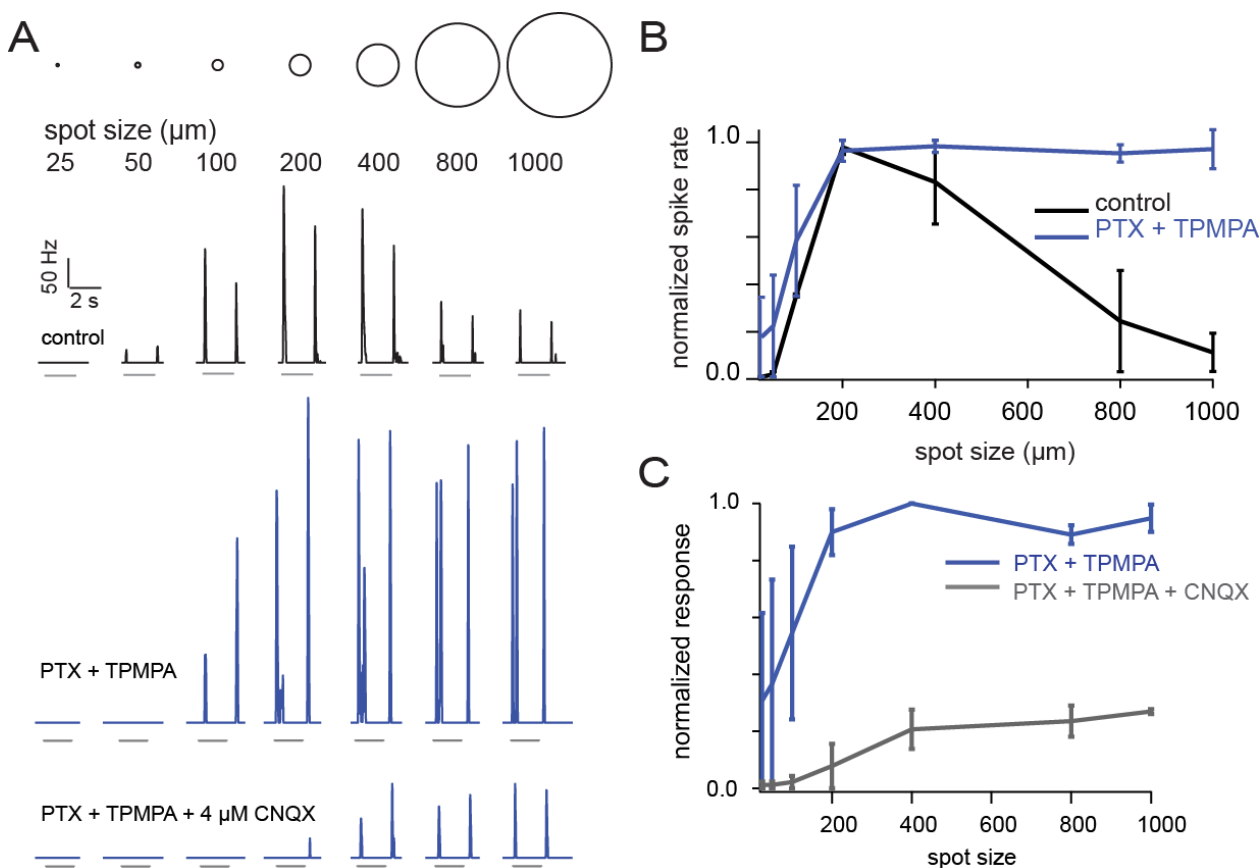 A
spot size (µm)
25 50 100 200 400 800 1000
50 Hz
2 s
control
PTX + TPMPA
PTX + TPMPA + 4 µM CNQX
B
normalized spike rate
1.0
0.0
control
PTX + TPMPA
200 400 600 800 1000
spot size (µm)
C
normalized response
1.0
0.0
PTX + TPMPA
PTX + TPMPA + CNQX
200 400 600 800 1000
spot size